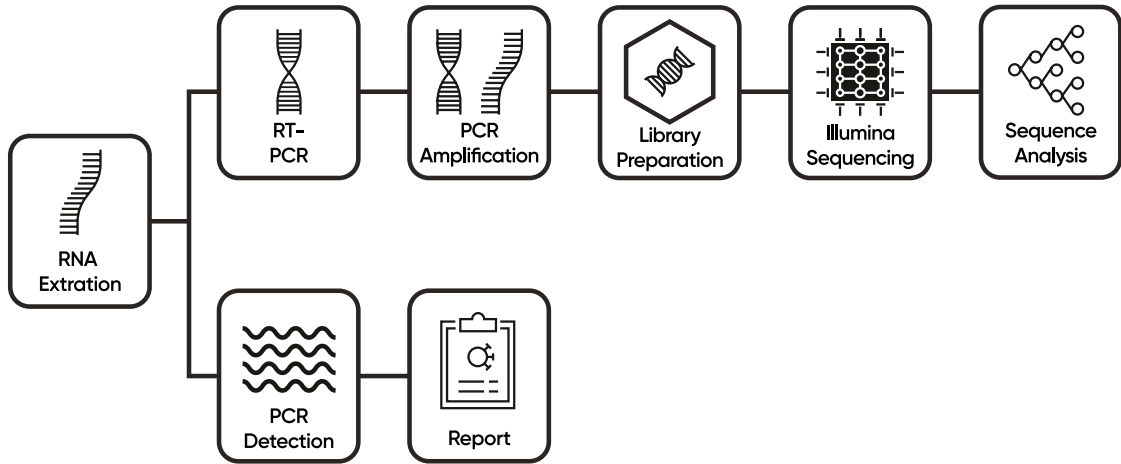 RT-
PCR
PCR
Amplification
Library
Preparation
Illumina
Sequencing
Sequence
Analysis
RNA
Extration
PCR
Detection
Report